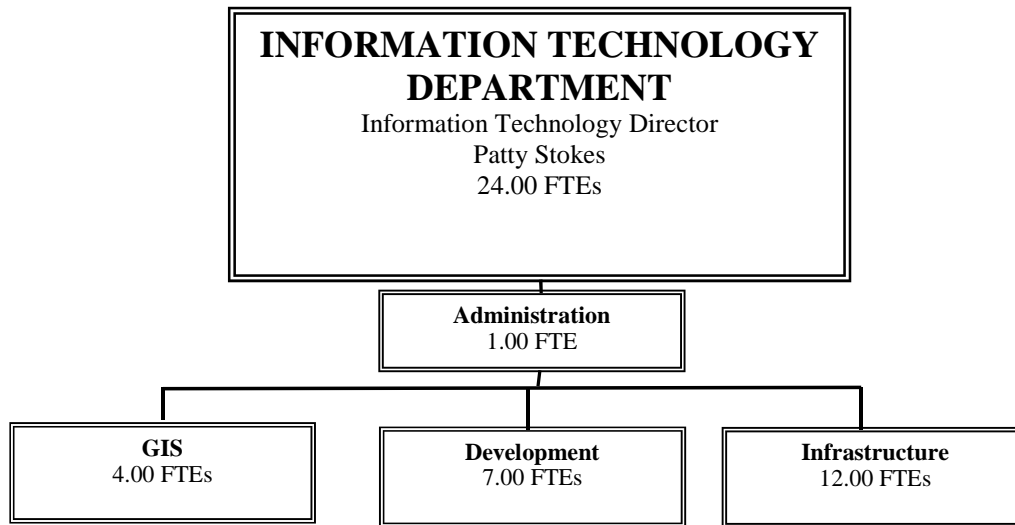 INFORMATION TECHNOLOGY
DEPARTMENT
Information Technology Director
Patty Stokes
24.00 FTEs
Administration
1.00 FTE
GIS
4.00 FTEs
Development
7.00 FTEs
Infrastructure
12.00 FTEs